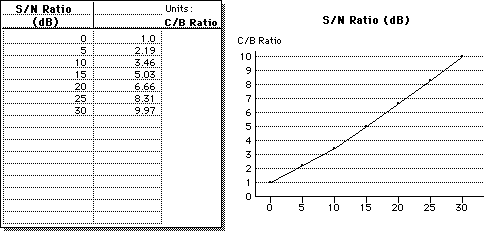 S/N Ratio
(dB)
Units:
C/B Ratio
0 1.0
5 2.19
10 3.46
15 5.03
20 6.66
25 8.31
30 9.97
S/N Ratio (dB)
C/B Ratio
10
9
8
7
6
5
4
3
2
1
0
0 5 10 15 20 25 30